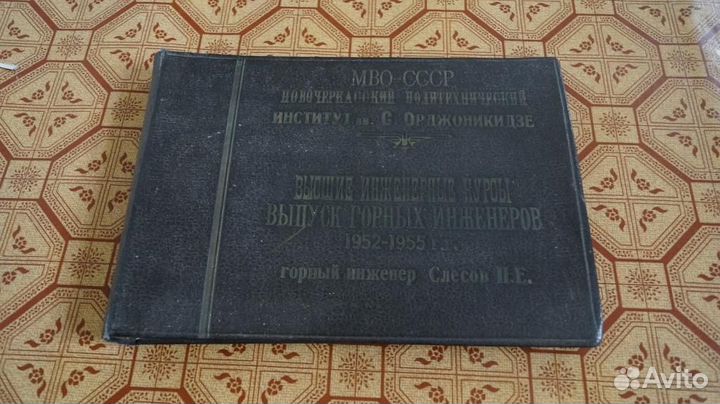 МВО-СССР
НОВОЧЕРКАССКИЙ ПОЛИТЕХНИЧЕСКИЙ
ИНСТИТУТ им. С. ОРДЖОНИКИДЗЕ
ВЫСШИЕ ИНЖЕНЕРНЫЕ КУРСЫ
ВЫПУСК ГОРНЫХ ИНЖЕНЕРОВ
1952-1955 г.г.
горный инженер Слесов П.Е.
Avito